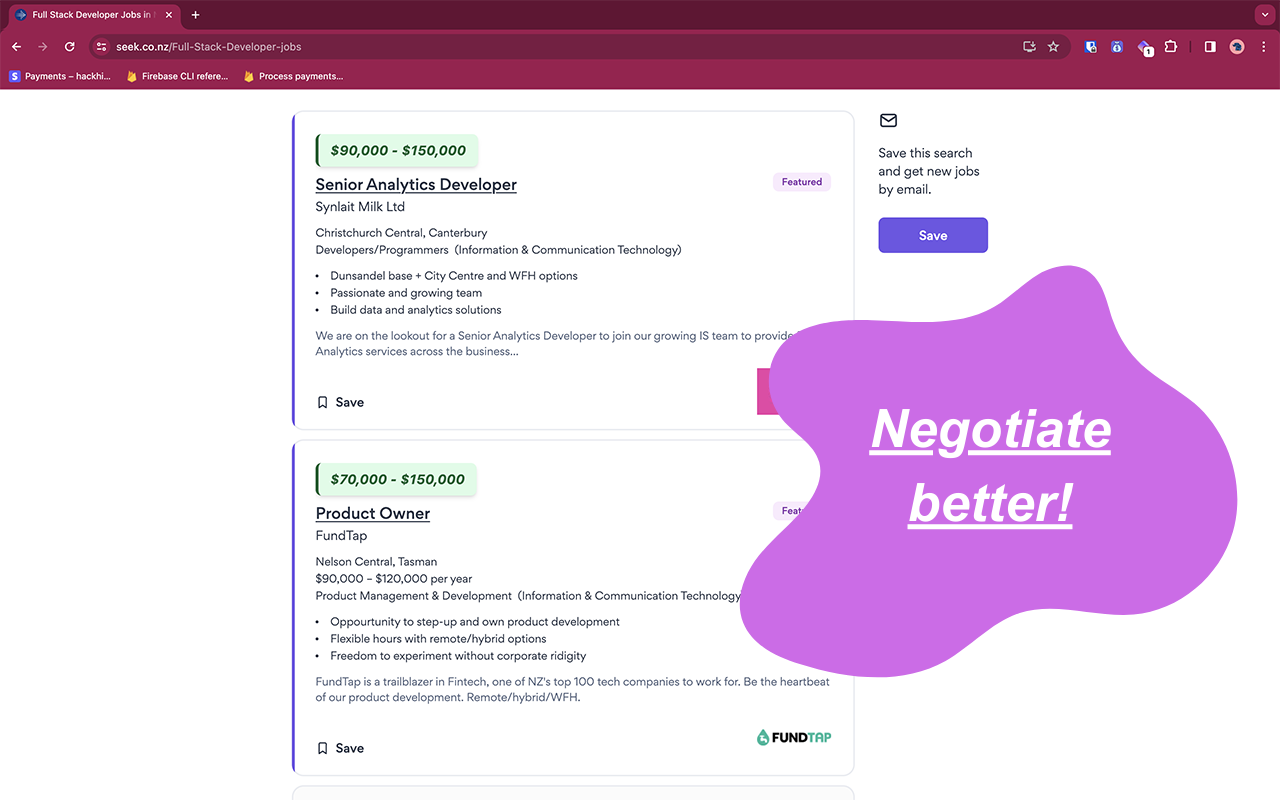 Full Stack Developer Jobs in
seek.co.nz/Full-Stack-Developer-jobs
1
S Payments – hackhi...
Firebase CLI refere...
Process payments...
$90,000 - $150,000
Senior Analytics Developer
Featured
Synlait Milk Ltd
Christchurch Central, Canterbury
Developers/Programmers (Information & Communication Technology)
• Dunsandel base + City Centre and WFH options
• Passionate and growing team
• Build data and analytics solutions
We are on the lookout for a Senior Analytics Developer to join our growing IS team to provide
Analytics services across the business...
Save
Save this search
and get new jobs
by email.
Save
Negotiate
better!
$70,000 - $150,000
Product Owner
FundTap
Nelson Central, Tasman
$90,000 – $120,000 per year
Product Management & Development (Information & Communication Technology
• Oppourtunity to step-up and own product development
• Flexible hours with remote/hybrid options
• Freedom to experiment without corporate ridigity
FundTap is a trailblazer in Fintech, one of NZ's top 100 tech companies to work for. Be the heartbeat
of our product development. Remote/hybrid/WFH.
Save
FUNDTAP